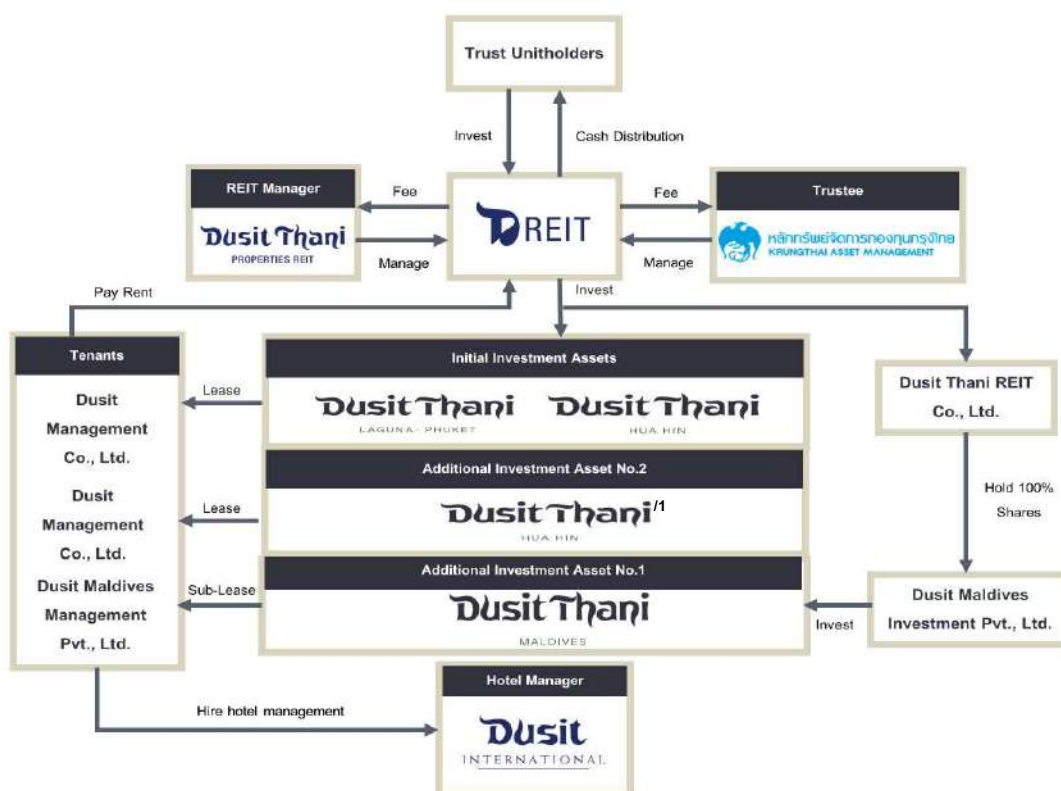 Trust Unitholders
Invest
Cash Distribution
REIT Manager
Dusit Thani
PROPERTIES REIT
Fee
Manage
DREIT
Fee
Manage
Trustee
หลักทรัพย์จัดการกองทุนกรุงไทย
KRUNGTHAI ASSET MANAGEMENT
Pay Rent
Invest
Tenants
Dusit
Management
Co., Ltd.
Dusit
Management
Co., Ltd.
Dusit Maldives
Management
Pvt., Ltd.
Lease
Lease
Sub-Lease
Initial Investment Assets
Dusit Thani
LAGUNA - PHUKET
Dusit Thani
HUA HIN
Additional Investment Asset No.2
Dusit Thani/1
HUA HIN
Additional Investment Asset No.1
Dusit Thani
MALDIVES
Dusit Thani REIT
Co., Ltd.
Hold 100%
Shares
Dusit Maldives
Investment Pvt., Ltd.
Invest
Hire hotel management
Hotel Manager
Dusit
INTERNATIONAL